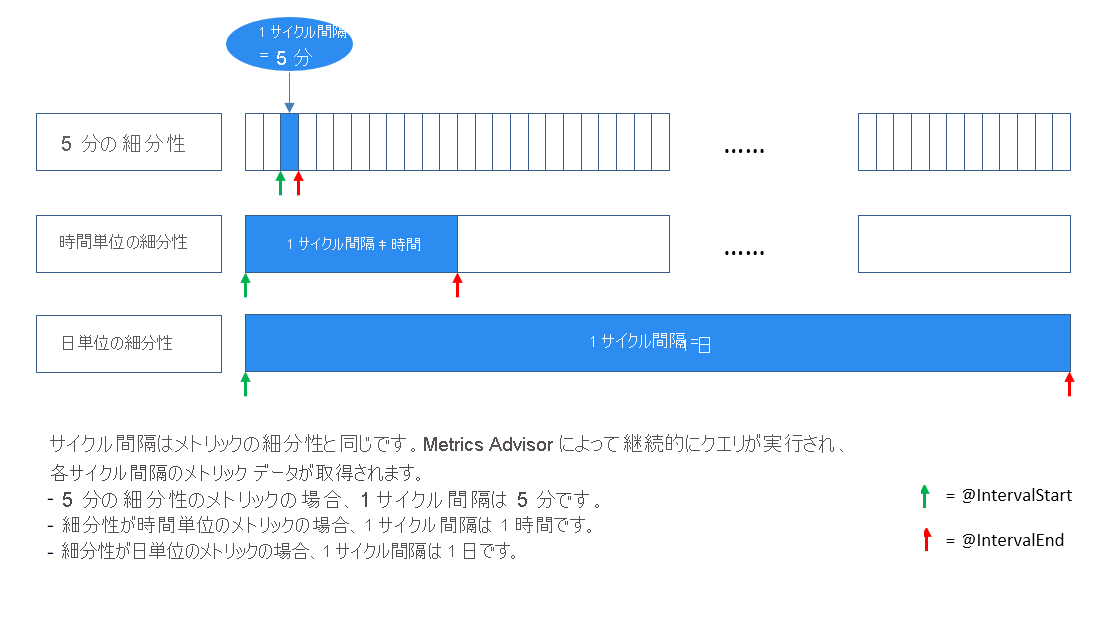 1 サイクル間隔
= 5 分
5 分の細分性
……
時間単位の細分性
1 サイクル間隔 = 時間
……
日単位の細分性
1 サイクル間隔 =日
サイクル間隔はメトリックの細分性と同じです。Metrics Advisor によって継続的にクエリが実行され、
各サイクル間隔のメトリック データが取得されます。
- 5 分の細分性のメトリックの場合、1 サイクル間隔は 5 分です。
- 細分性が時間単位のメトリックの場合、1 サイクル間隔は 1 時間です。
- 細分性が日単位のメトリックの場合、1 サイクル間隔は 1 日です。
= @IntervalStart
= @IntervalEnd